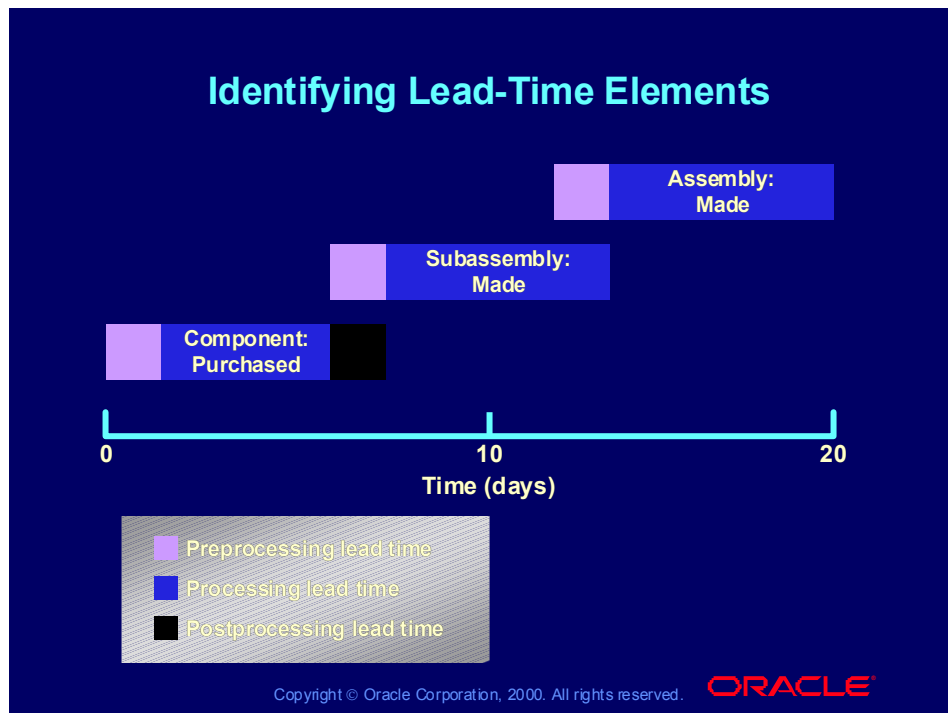 Identifying Lead-Time Elements
Assembly:
Made
Subassembly:
Made
Component:
Purchased
0 10 20
Time (days)
Preprocessing lead time
Processing lead time
Postprocessing lead time
Copyright © Oracle Corporation, 2000. All rights reserved.
ORACLE®